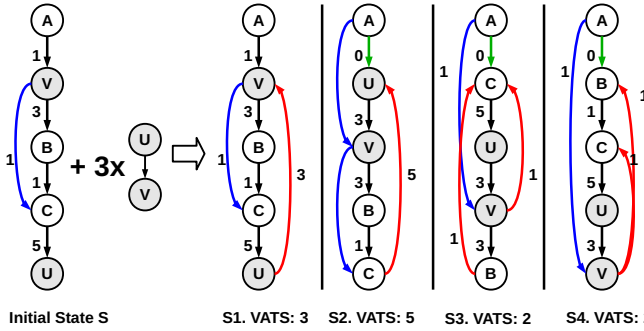 A A A A A
1 1 0 0 0
V V U C B
1 1
3 3 3 5 1
B U B V U C
+ 3x
1 1 3 5 1 1
1 1 3 3 5
C V C B V U
5 5 1 3 3
U U C B V
Initial State S S1. VATS: 3 S2. VATS: 5 S3. VATS: 2 S4. VATS: